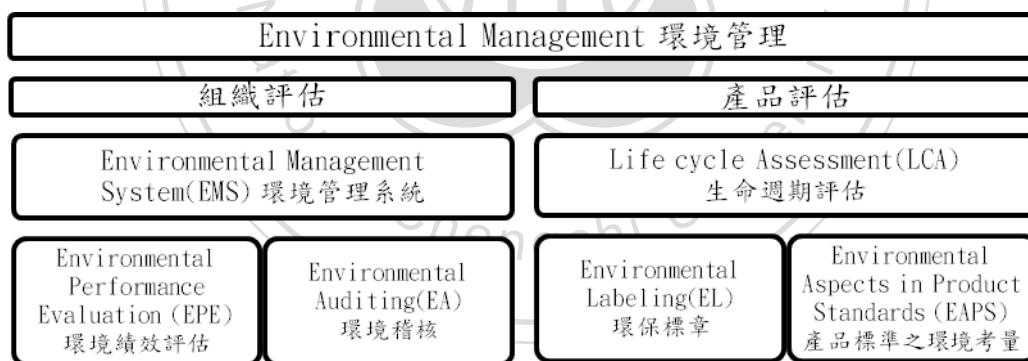 Environmental Management 環境管理
組織評估
產品評估
Environmental Management
System(EMS) 環境管理系統
Life cycle Assessment(LCA)
生命週期評估
Environmental
Performance
Evaluation (EPE)
環境績效評估
Environmental
Auditing(EA)
環境稽核
Environmental
Labeling(EL)
環保標章
Environmental
Aspects in Product
Standards (EAPS)
產品標準之環境考量